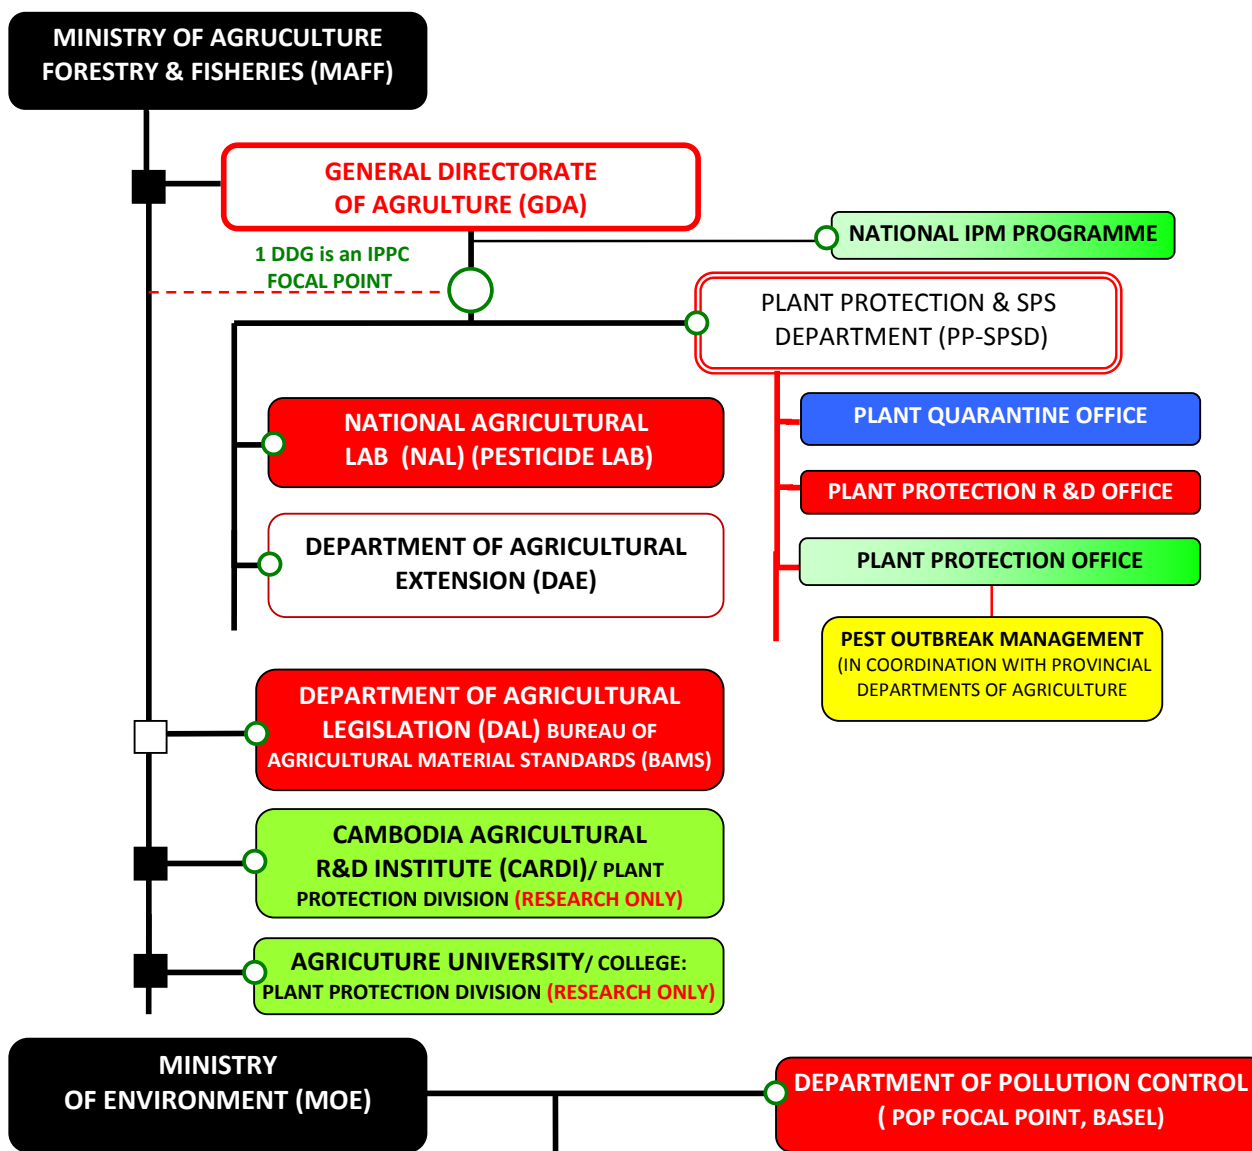 MINISTRY OF AGRUCULTURE
FORESTRY & FISHERIES (MAFF)
GENERAL DIRECTORATE
OF AGRULTURE (GDA)
1 DDG is an IPPC
FOCAL POINT
NATIONAL IPM PROGRAMME
PLANT PROTECTION & SPS
DEPARTMENT (PP-SPSD)
NATIONAL AGRICULTURAL
LAB (NAL) (PESTICIDE LAB)
DEPARTMENT OF AGRICULTURAL
EXTENSION (DAE)
PLANT QUARANTINE OFFICE
PLANT PROTECTION R &D OFFICE
PLANT PROTECTION OFFICE
PEST OUTBREAK MANAGEMENT
(IN COORDINATION WITH PROVINCIAL
DEPARTMENTS OF AGRICULTURE
DEPARTMENT OF AGRICULTURAL
LEGISLATION (DAL) BUREAU OF
AGRICULTURAL MATERIAL STANDARDS (BAMS)
CAMBODIA AGRICULTURAL
R&D INSTITUTE (CARDI)/ PLANT
PROTECTION DIVISION (RESEARCH ONLY)
AGRICUTURE UNIVERSITY/ COLLEGE:
PLANT PROTECTION DIVISION (RESEARCH ONLY)
MINISTRY
OF ENVIRONMENT (MOE)
DEPARTMENT OF POLLUTION CONTROL
( POP FOCAL POINT, BASEL)